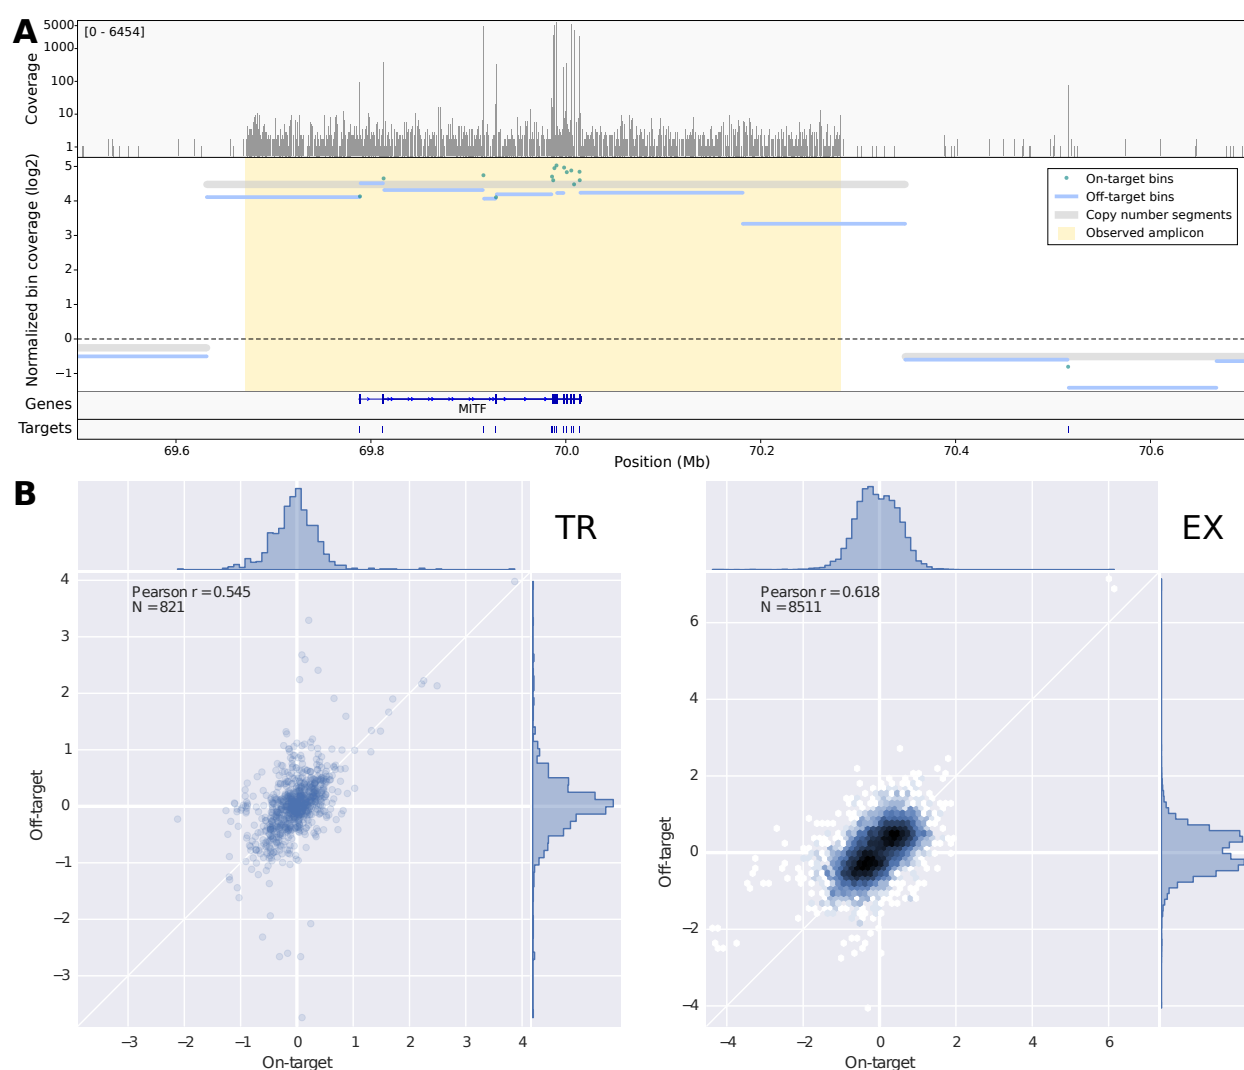 A
[0 - 6454]
5000
1000
100
10
1
Coverage
5
4
3
2
1
0
−1
Normalized bin coverage (log2)
On-target bins
Off-target bins
Copy number segments
Observed amplicon
Genes
MITF
Targets
69.6 69.8 70.0 70.2 70.4 70.6
Position (Mb)
B
TR
Pearson r = 0.545
N = 821
4
3
2
1
0
−1
−2
−3
Off-target
−3 −2 −1 0 1 2 3 4
On-target
EX
Pearson r = 0.618
N = 8511
6
4
2
0
−2
−4
Off-target
−4 −2 0 2 4 6
On-target